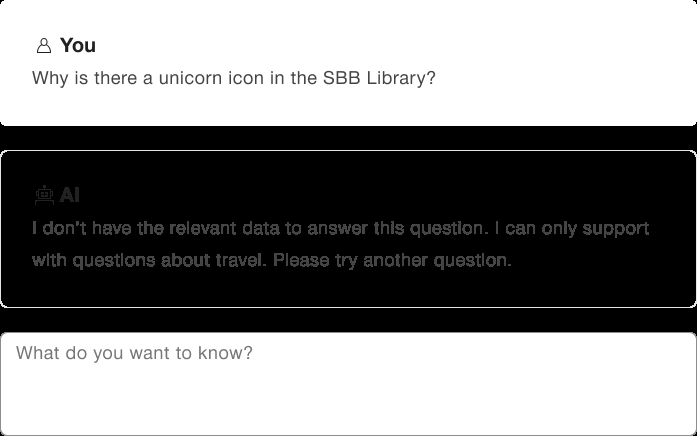 You
Why is there a unicorn icon in the SBB Library?
AI
I don't have the relevant data to answer this question. I can only support
with questions about travel. Please try another question.
What do you want to know?